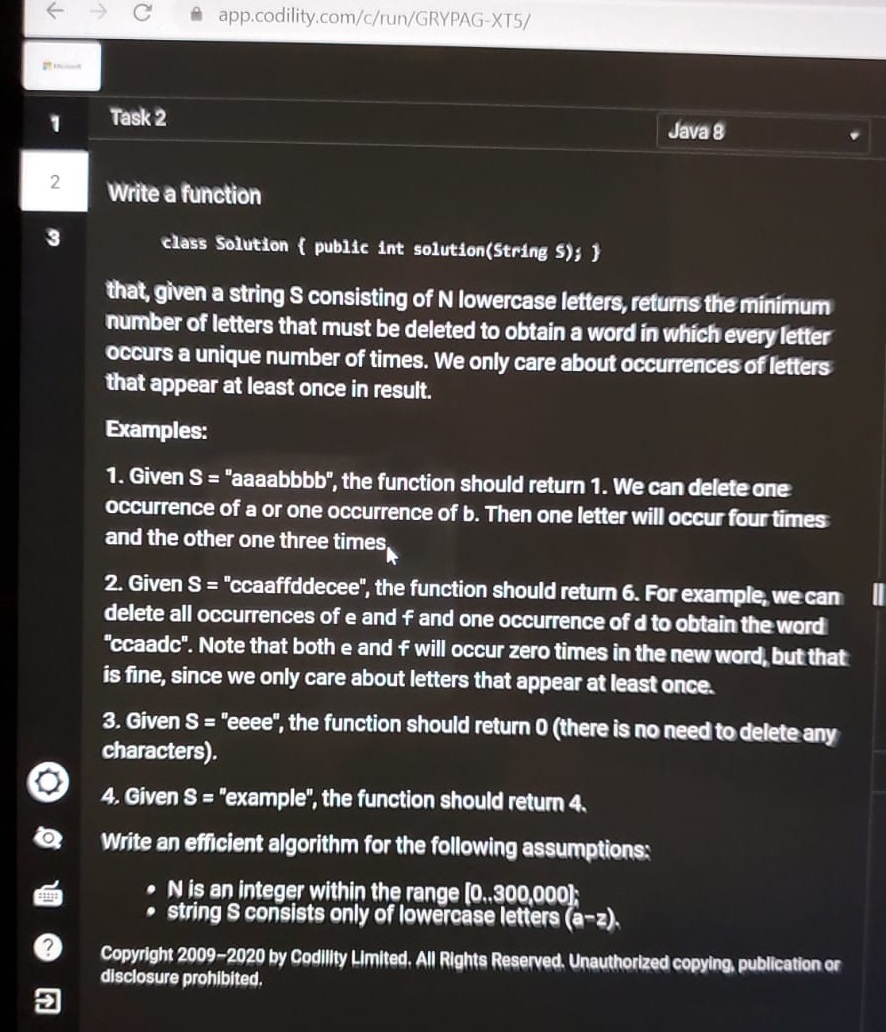 app.codility.com/c/run/GRYPAG-XT5/
Microsoft
1
Task 2
Java 8
2
Write a function
3
class Solution { public int solution(String S); }
that, given a string S consisting of N lowercase letters, returns the minimum
number of letters that must be deleted to obtain a word in which every letter
occurs a unique number of times. We only care about occurrences of letters
that appear at least once in result.
Examples:
1. Given S = "aaaabbbb", the function should return 1. We can delete one
occurrence of a or one occurrence of b. Then one letter will occur four times
and the other one three times.
2. Given S = "ccaaffddecee", the function should return 6. For example, we can
delete all occurrences of e and f and one occurrence of d to obtain the word
"ccaadc". Note that both e and f will occur zero times in the new word, but that
is fine, since we only care about letters that appear at least once.
3. Given S = "eeee", the function should return 0 (there is no need to delete any
characters).
4. Given S = "example", the function should return 4.
Write an efficient algorithm for the following assumptions:
• N is an integer within the range [0..300,000];
• string S consists only of lowercase letters (a-z).
Copyright 2009–2020 by Codility Limited. All Rights Reserved. Unauthorized copying, publication or
disclosure prohibited.